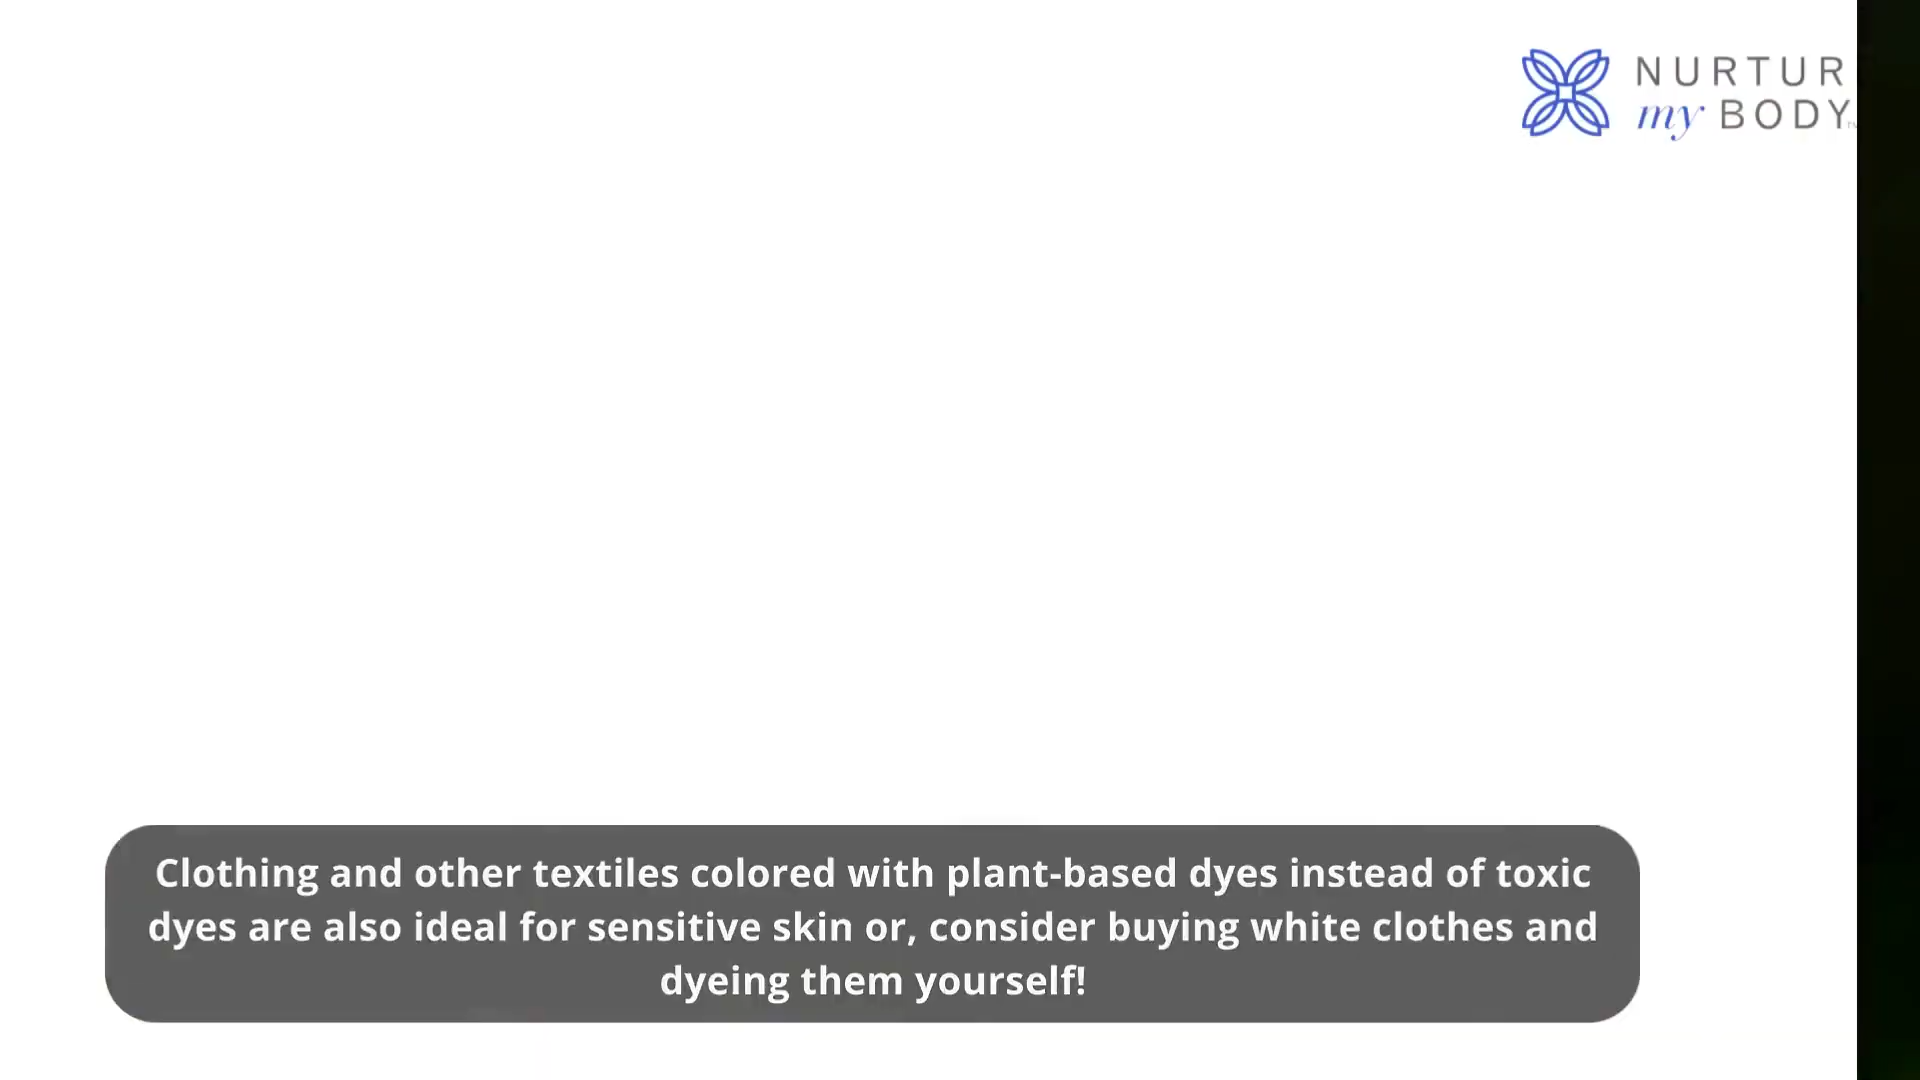 NURTUR
my BODY
Clothing and other textiles colored with plant-based dyes instead of toxic
dyes are also ideal for sensitive skin or, consider buying white clothes and
dyeing them yourself!